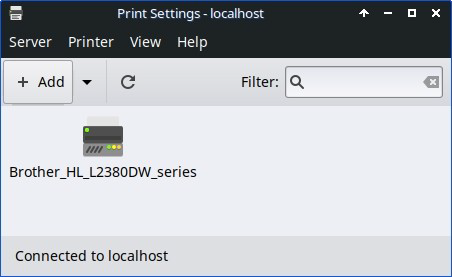 Print Settings - localhost
Server Printer View Help
+ Add Filter:
Brother_HL_L2380DW_series
Connected to localhost